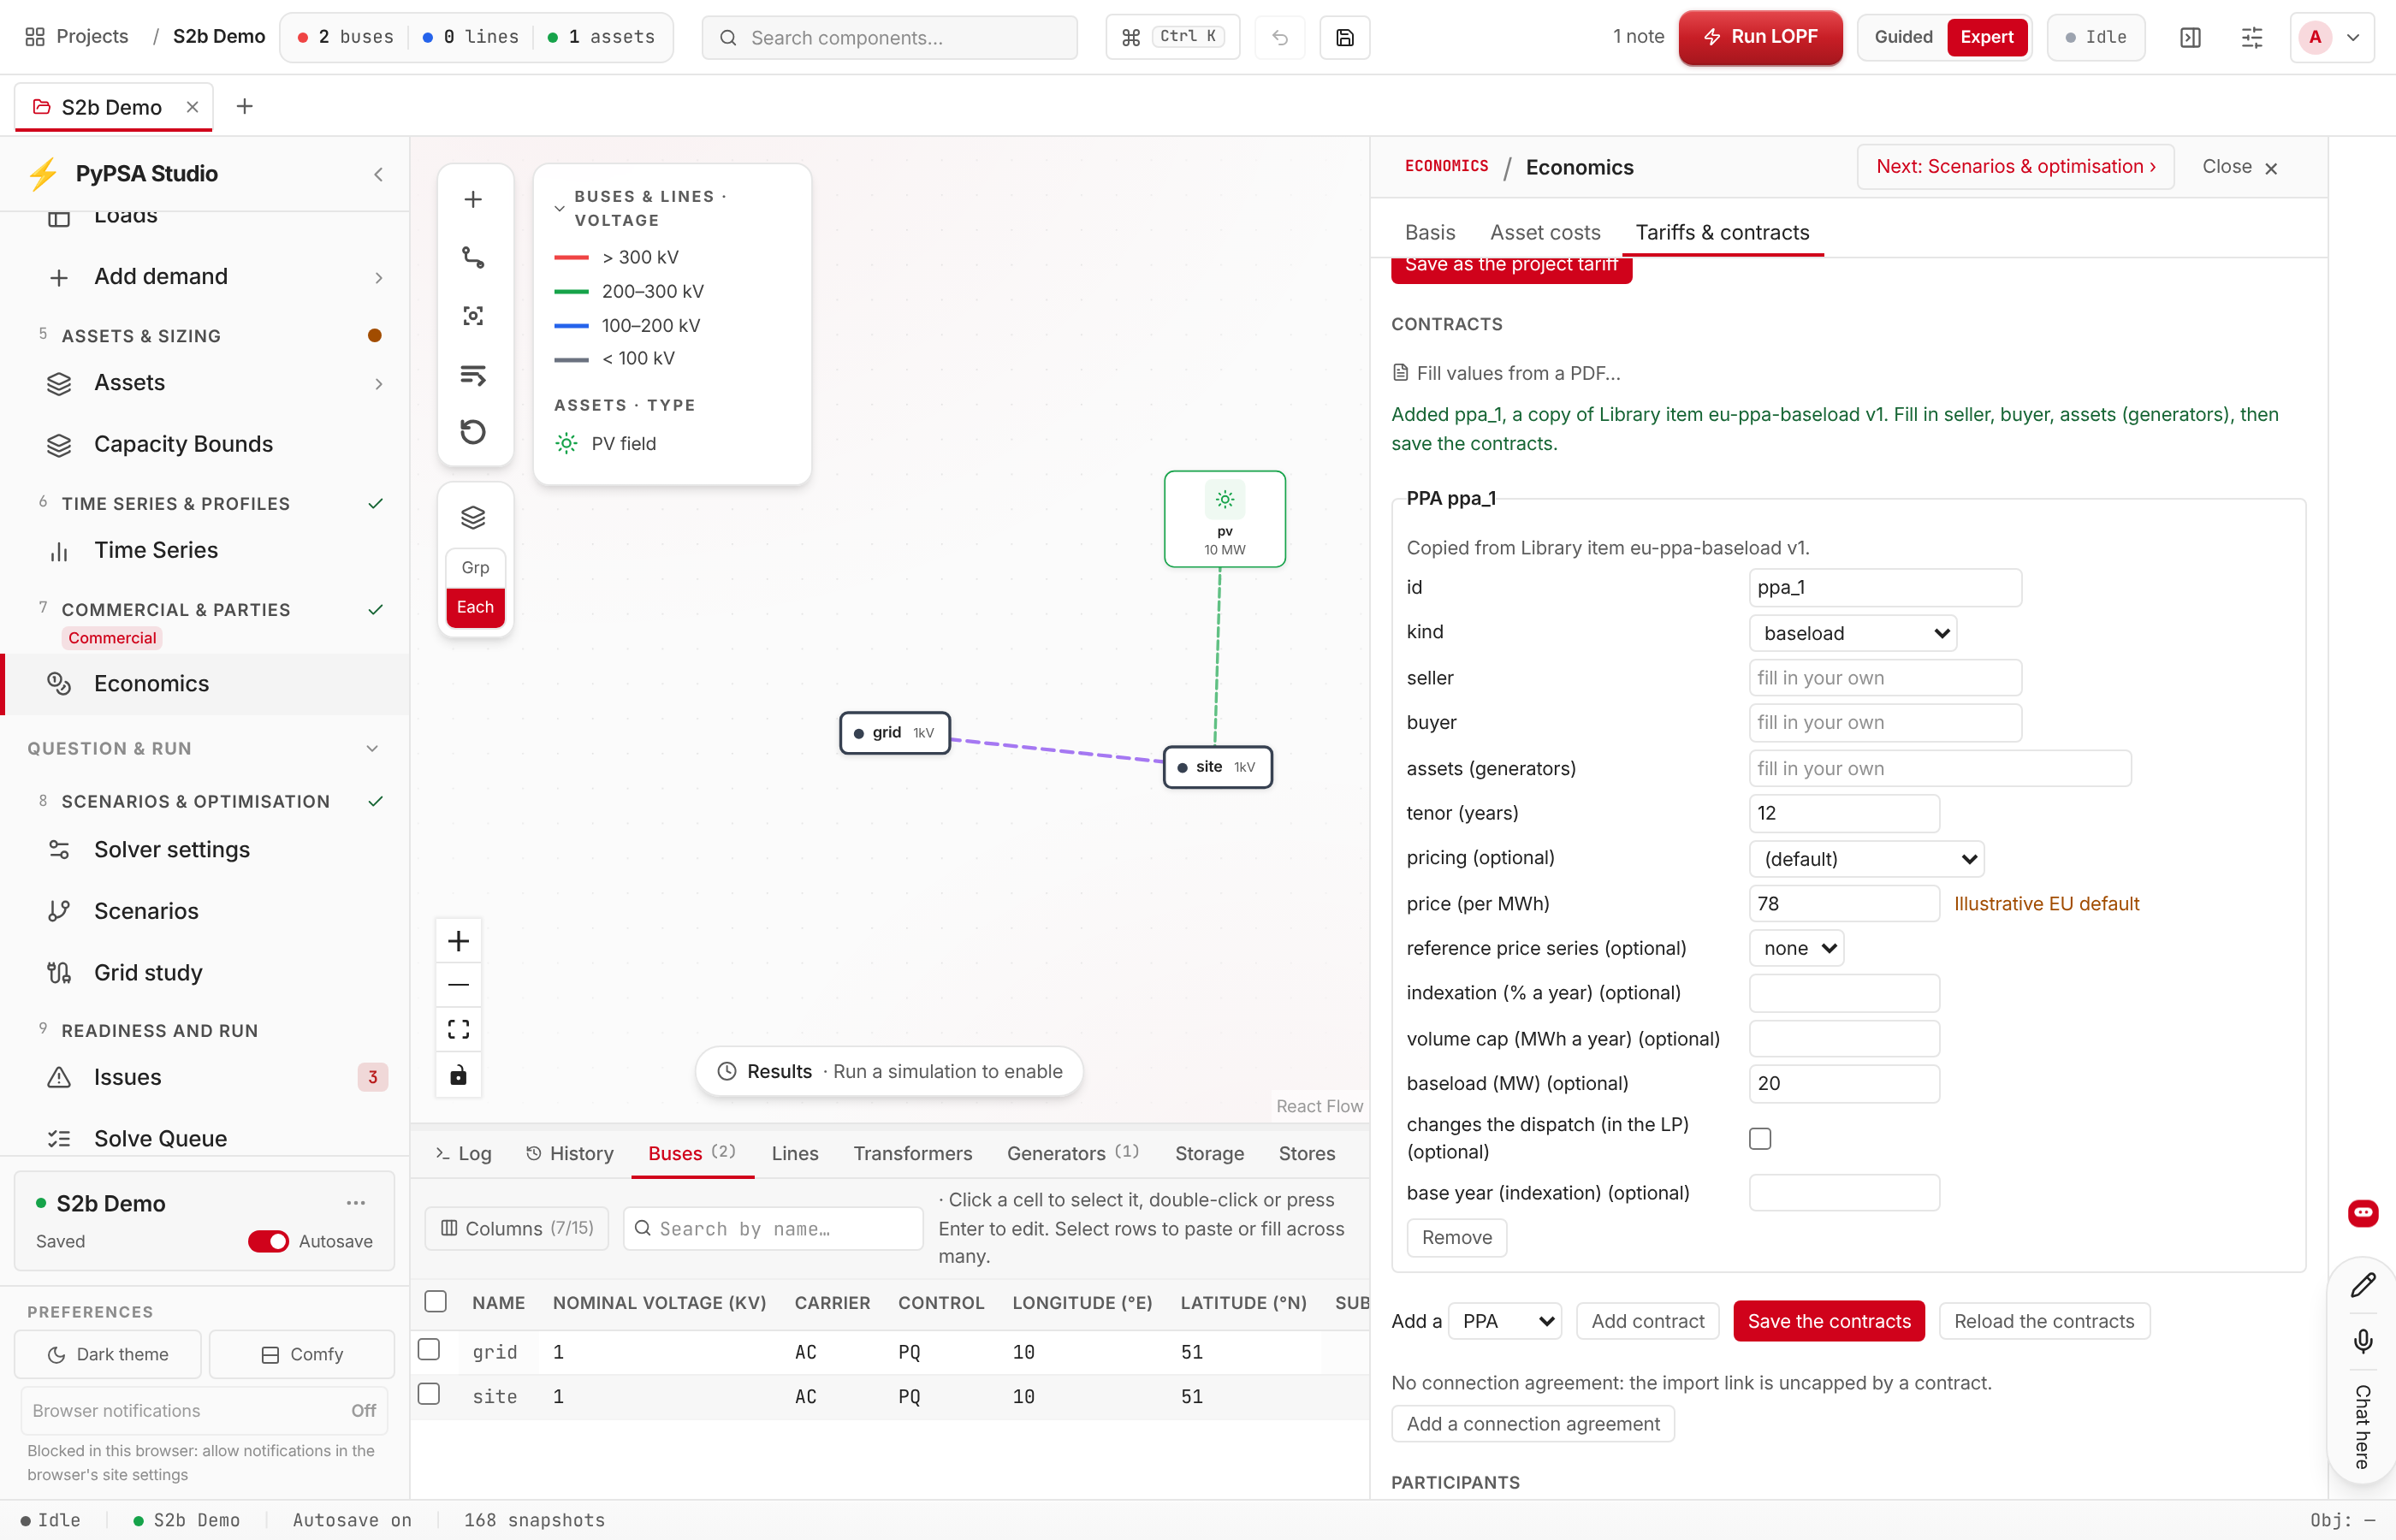 Projects / S2b Demo
2 buses
0 lines
1 assets
Search components...
Ctrl K
1 note
Run LOPF
Guided
Expert
Idle
A
S2b Demo
PyPSA Studio
Loads
Add demand
5 ASSETS & SIZING
Assets
Capacity Bounds
6 TIME SERIES & PROFILES
Time Series
7 COMMERCIAL & PARTIES
Commercial
Economics
QUESTION & RUN
8 SCENARIOS & OPTIMISATION
Solver settings
Scenarios
Grid study
9 READINESS AND RUN
Issues 3
Solve Queue
S2b Demo
Saved
Autosave
PREFERENCES
Dark theme
Comfy
Browser notifications Off
Blocked in this browser: allow notifications in the
browser's site settings
BUSES & LINES ·
VOLTAGE
> 300 kV
200–300 kV
100–200 kV
< 100 kV
ASSETS · TYPE
PV field
Grp
Each
pv
10 MW
grid 1kV
site 1kV
Results · Run a simulation to enable
React Flow
Log
History
Buses (2)
Lines
Transformers
Generators (1)
Storage
Stores
Columns (7/15)
Search by name…
· Click a cell to select it, double-click or press
Enter to edit. Select rows to paste or fill across
many.
NAME NOMINAL VOLTAGE (KV) CARRIER CONTROL LONGITUDE (°E) LATITUDE (°N) SUB
grid 1 AC PQ 10 51
site 1 AC PQ 10 51
ECONOMICS / Economics
Next: Scenarios & optimisation ›
Close
Basis
Asset costs
Tariffs & contracts
Save as the project tariff
CONTRACTS
Fill values from a PDF...
Added ppa_1, a copy of Library item eu-ppa-baseload v1. Fill in seller, buyer, assets (generators), then
save the contracts.
PPA ppa_1
Copied from Library item eu-ppa-baseload v1.
id ppa_1
kind baseload
seller fill in your own
buyer fill in your own
assets (generators) fill in your own
tenor (years) 12
pricing (optional) (default)
price (per MWh) 78 Illustrative EU default
reference price series (optional) none
indexation (% a year) (optional)
volume cap (MWh a year) (optional)
baseload (MW) (optional) 20
changes the dispatch (in the LP)
(optional)
base year (indexation) (optional)
Remove
Add a PPA
Add contract
Save the contracts
Reload the contracts
No connection agreement: the import link is uncapped by a contract.
Add a connection agreement
PARTICIPANTS
Chat here
Idle
S2b Demo
Autosave on
168 snapshots
Obj: —